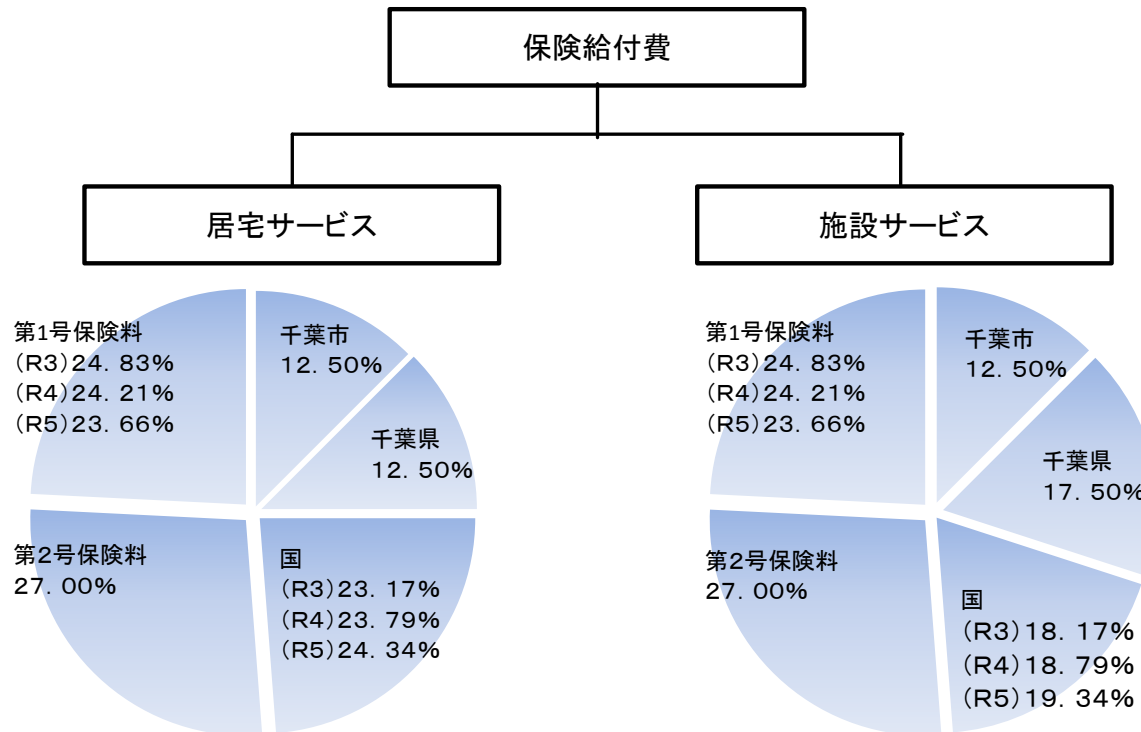 保険給付費
居宅サービス
施設サービス
第1号保険料
(R3)24．83%
(R4)24．21%
(R5)23．66%
千葉市
12．50%
千葉県
12．50%
第2号保険料
27．00%
国
(R3)23．17%
(R4)23．79%
(R5)24．34%
第1号保険料
(R3)24．83%
(R4)24．21%
(R5)23．66%
千葉市
12．50%
千葉県
17．50%
第2号保険料
27．00%
国
(R3)18．17%
(R4)18．79%
(R5)19．34%